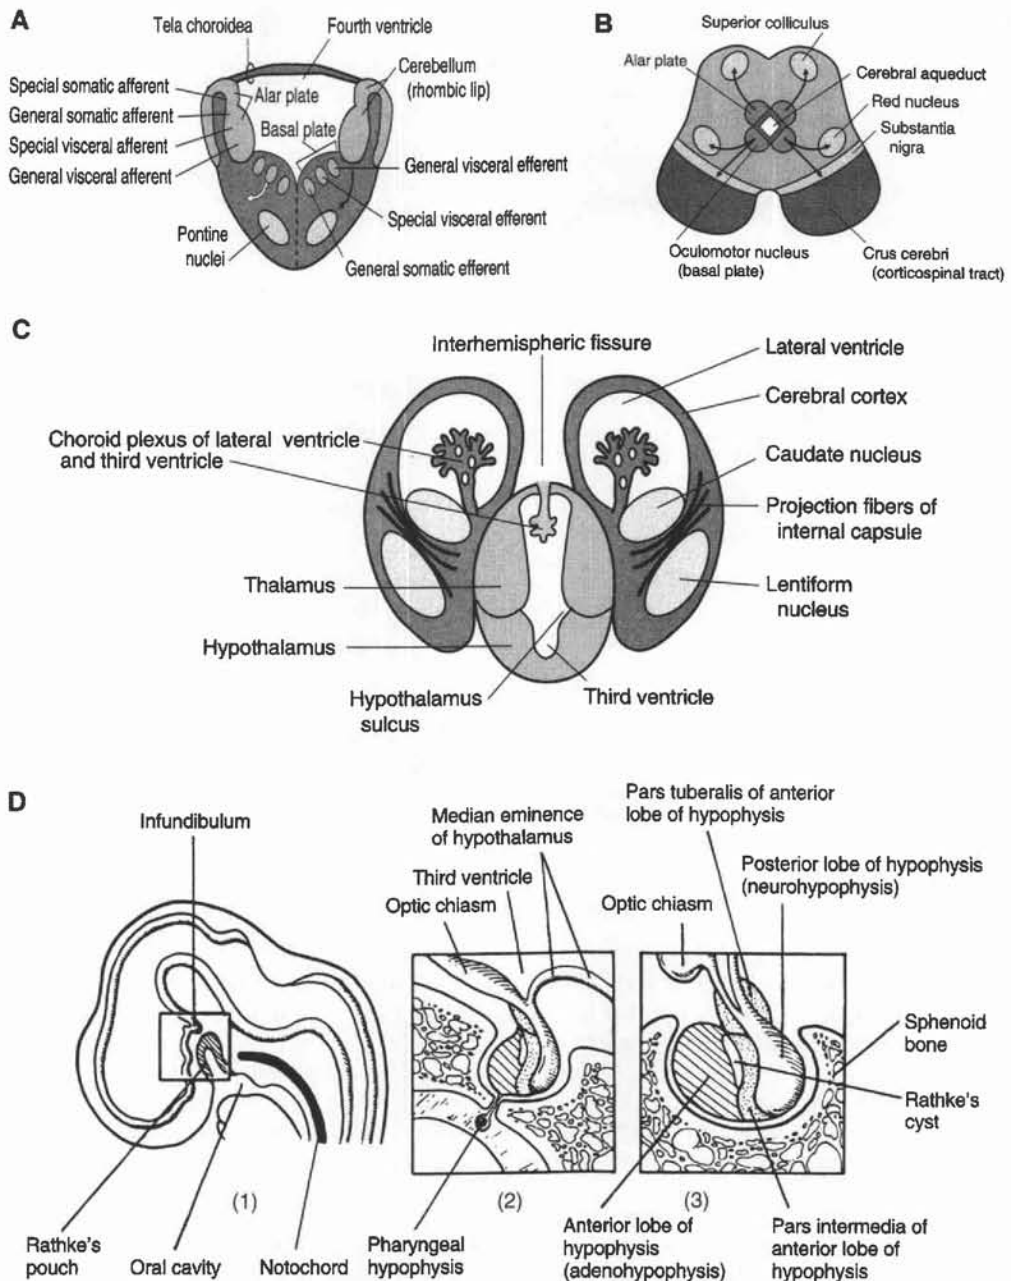 A
Tela choroidea
Fourth ventricle
Special somatic afferent
General somatic afferent
Special visceral afferent
General visceral afferent
Alar plate
Basal plate
Cerebellum
(rhombic lip)
General visceral efferent
Special visceral efferent
General somatic efferent
Pontine
nuclei
B
Superior colliculus
Alar plate
Cerebral aqueduct
Red nucleus
Substantia
nigra
Oculomotor nucleus
(basal plate)
Crus cerebri
(corticospinal tract)
C
Interhemispheric fissure
Lateral ventricle
Cerebral cortex
Choroid plexus of lateral ventricle
and third ventricle
Caudate nucleus
Projection fibers of
internal capsule
Thalamus
Lentiform
nucleus
Hypothalamus
Hypothalamus
sulcus
Third ventricle
D
Infundibulum
Rathke's
pouch
Oral cavity
Notochord
(1)
Median eminence
of hypothalamus
Third ventricle
Optic chiasm
Pharyngeal
hypophysis
(2)
Pars tuberalis of anterior
lobe of hypophysis
Posterior lobe of hypophysis
(neurohypophysis)
Optic chiasm
Sphenoid
bone
Rathke's
cyst
(3)
Anterior lobe of
hypophysis
(adenohypophysis)
Pars intermedia of
anterior lobe of
hypophysis